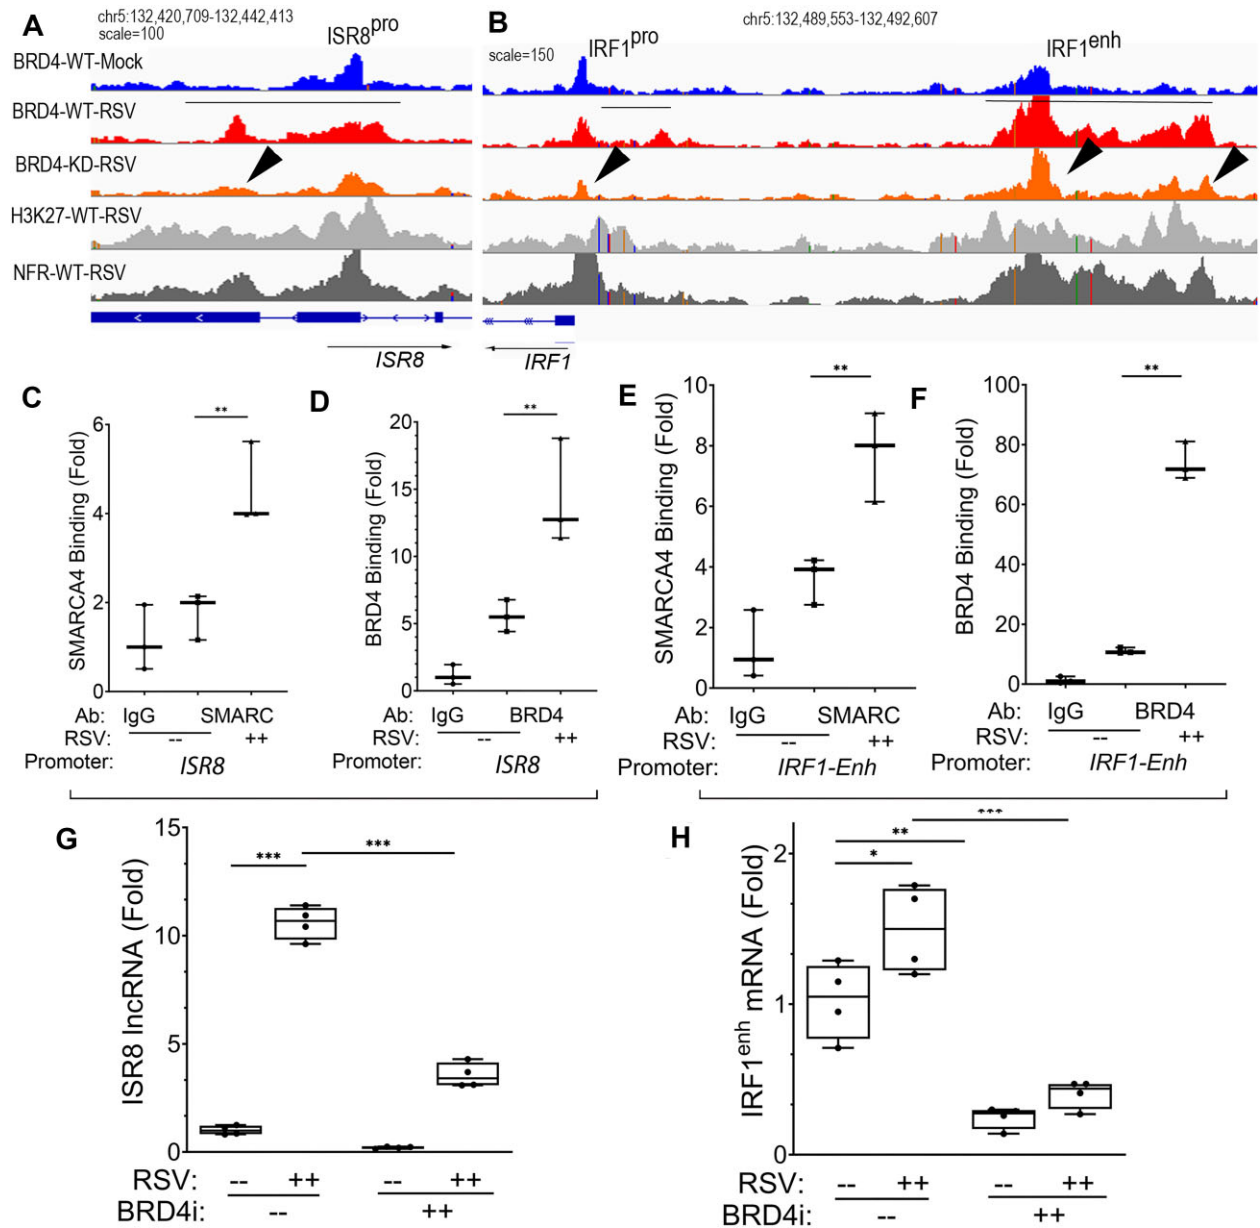 A
chr5:132,420,709-132,442,413
scale=100
ISR8pro
B
chr5:132,489,553-132,492,607
scale=150
IRF1pro
IRF1enh
BRD4-WT-Mock
BRD4-WT-RSV
BRD4-KD-RSV
H3K27-WT-RSV
NFR-WT-RSV
ISR8
IRF1
C
**
SMARCA4 Binding (Fold)
6
4
2
0
Ab: IgG SMARC
RSV: -- ++
Promoter: ISR8
D
**
BRD4 Binding (Fold)
20
15
10
5
0
Ab: IgG BRD4
RSV: -- ++
Promoter: ISR8
E
**
SMARCA4 Binding (Fold)
10
8
6
4
2
0
Ab: IgG SMARC
RSV: -- ++
Promoter: IRF1-Enh
F
**
BRD4 Binding (Fold)
100
80
60
40
20
0
Ab: IgG BRD4
RSV: -- ++
Promoter: IRF1-Enh
G
*** ***
ISR8 lncRNA (Fold)
15
10
5
0
RSV: -- ++ -- ++
BRD4i: -- ++
H
***
**
*
IRF1enh mRNA (Fold)
2
1
0
RSV: -- ++ -- ++
BRD4i: -- ++